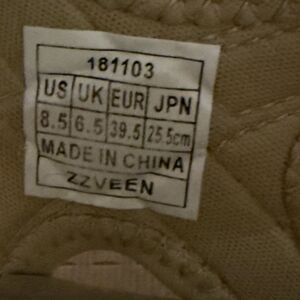 181103
US UK EUR JPN
8.5 6.5 39.5 25.5cm
MADE IN CHINA
ZZVEEN